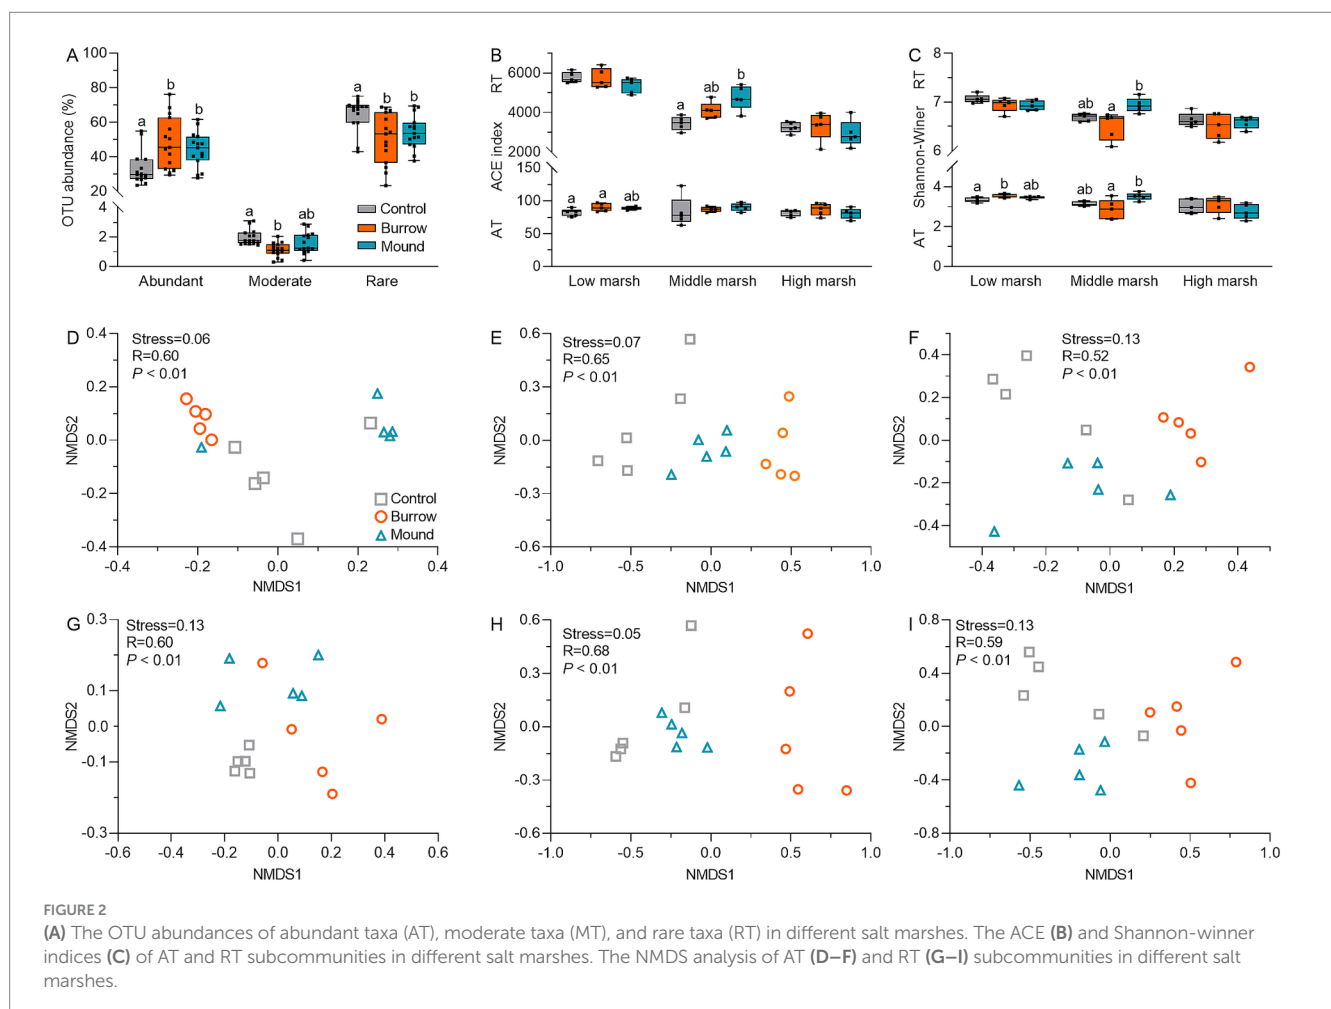 A
OTU abundance (%)
100
80
60
40
20
4
2
0
a
b
b
a
b
ab
a
b
b
Control
Burrow
Mound
Abundant
Moderate
Rare
B
ACE index
RT
AT
6000
4000
2000
150
100
50
0
a
ab
b
a
a
ab
Low marsh
Middle marsh
High marsh
C
Shannon-Winer
RT
AT
8
7
6
4
2
0
ab
a
b
a
b
ab
ab
a
b
Low marsh
Middle marsh
High marsh
D
Stress=0.06
R=0.60
P < 0.01
NMDS2
0.4
0.2
0.0
-0.2
-0.4
Control
Burrow
Mound
-0.4
-0.2
0.0
0.2
0.4
NMDS1
E
Stress=0.07
R=0.65
P < 0.01
NMDS2
0.6
0.3
0.0
-0.3
-0.6
-1.0
-0.5
0.0
0.5
1.0
NMDS1
F
Stress=0.13
R=0.52
P < 0.01
NMDS2
0.4
0.2
0.0
-0.2
-0.4
-0.4
-0.2
0.0
0.2
0.4
NMDS1
G
Stress=0.13
R=0.60
P < 0.01
NMDS2
0.3
0.1
0.0
-0.1
-0.3
-0.6
-0.4
-0.2
0.0
0.2
0.4
0.6
NMDS1
H
Stress=0.05
R=0.68
P < 0.01
NMDS2
0.6
0.3
0.0
-0.3
-0.6
-1.0
-0.5
0.0
0.5
1.0
NMDS1
I
Stress=0.13
R=0.59
P < 0.01
NMDS2
0.8
0.4
0.0
-0.4
-0.8
-1.0
-0.5
0.0
0.5
1.0
NMDS1
FIGURE 2
(A) The OTU abundances of abundant taxa (AT), moderate taxa (MT), and rare taxa (RT) in different salt marshes. The ACE (B) and Shannon-winner
indices (C) of AT and RT subcommunities in different salt marshes. The NMDS analysis of AT (D–F) and RT (G–I) subcommunities in different salt
marshes.